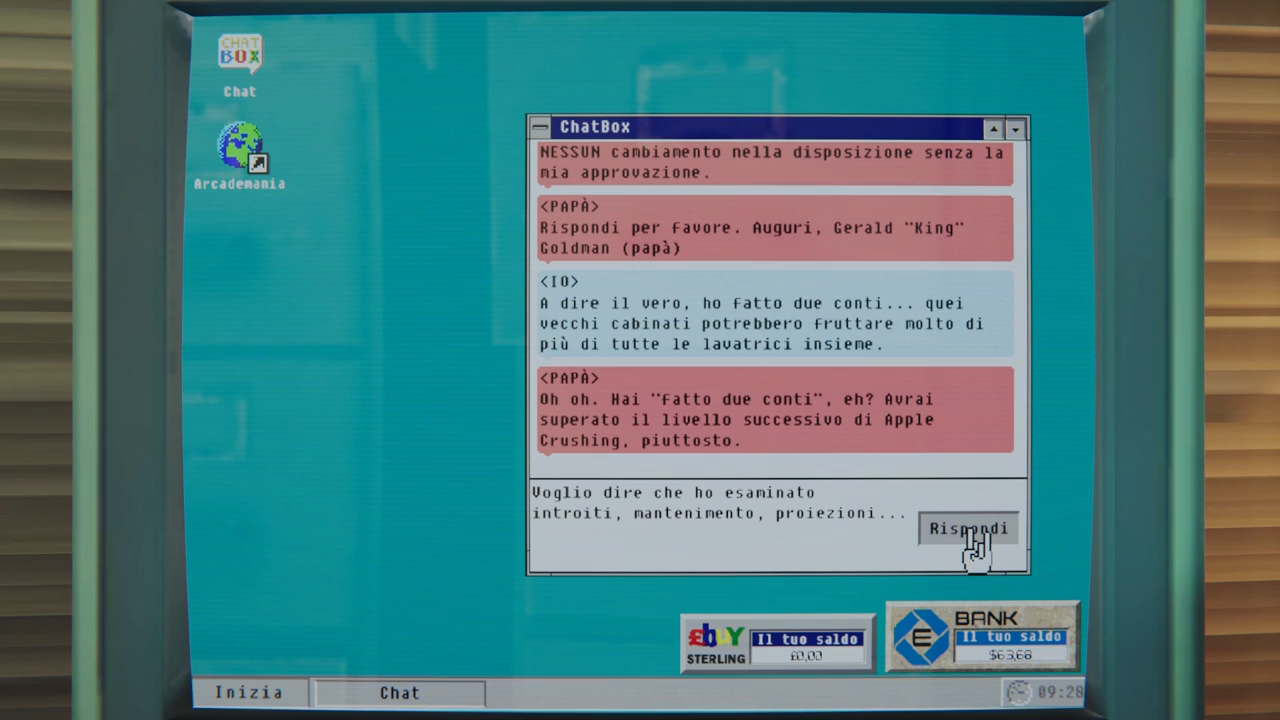 CHAT
BOX
Chat
Arcademania
ChatBox
NESSUN cambiamento nella disposizione senza la
mia approvazione.
<PAPÀ>
Rispondi per favore. Auguri, Gerald "King"
Goldman (papà)
<IO>
A dire il vero, ho fatto due conti... quei
vecchi cabinati potrebbero fruttare molto di
più di tutte le lavatrici insieme.
<PAPÀ>
Oh oh. Hai "fatto due conti", eh? Avrai
superato il livello successivo di Apple
Crushing, piuttosto.
Voglio dire che ho esaminato
introiti, mantenimento, proiezioni...
Rispondi
£buY
STERLING
Il tuo saldo
£0,00
E
BANK
Il tuo saldo
$63,68
Inizia
Chat
09:28